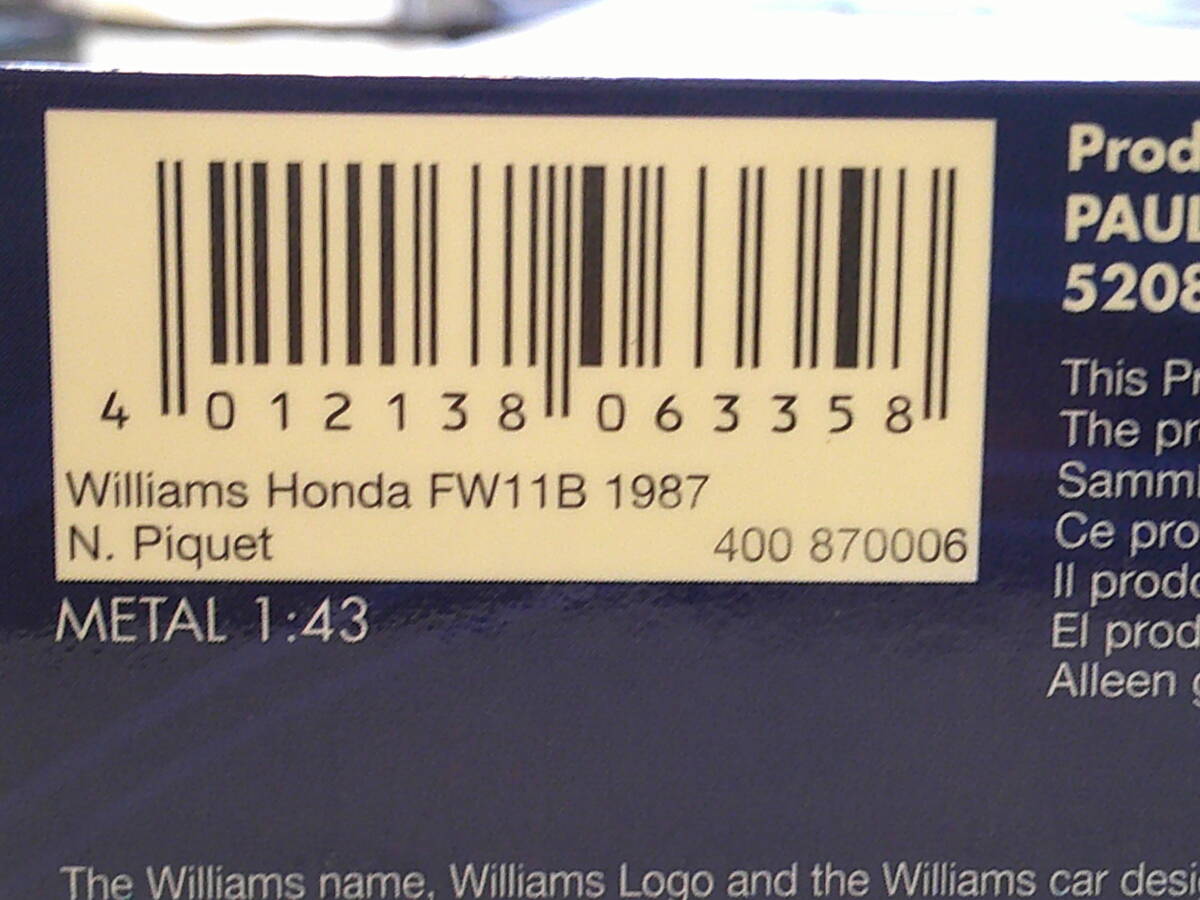 4 012138 063358
Williams Honda FW11B 1987
N. Piquet 400 870006
METAL 1:43
Prod
PAUL
5208
This Pr
The pr
Samml
Ce pro
Il prodo
El prod
Alleen g
The Williams name, Williams Logo and the Williams car desi